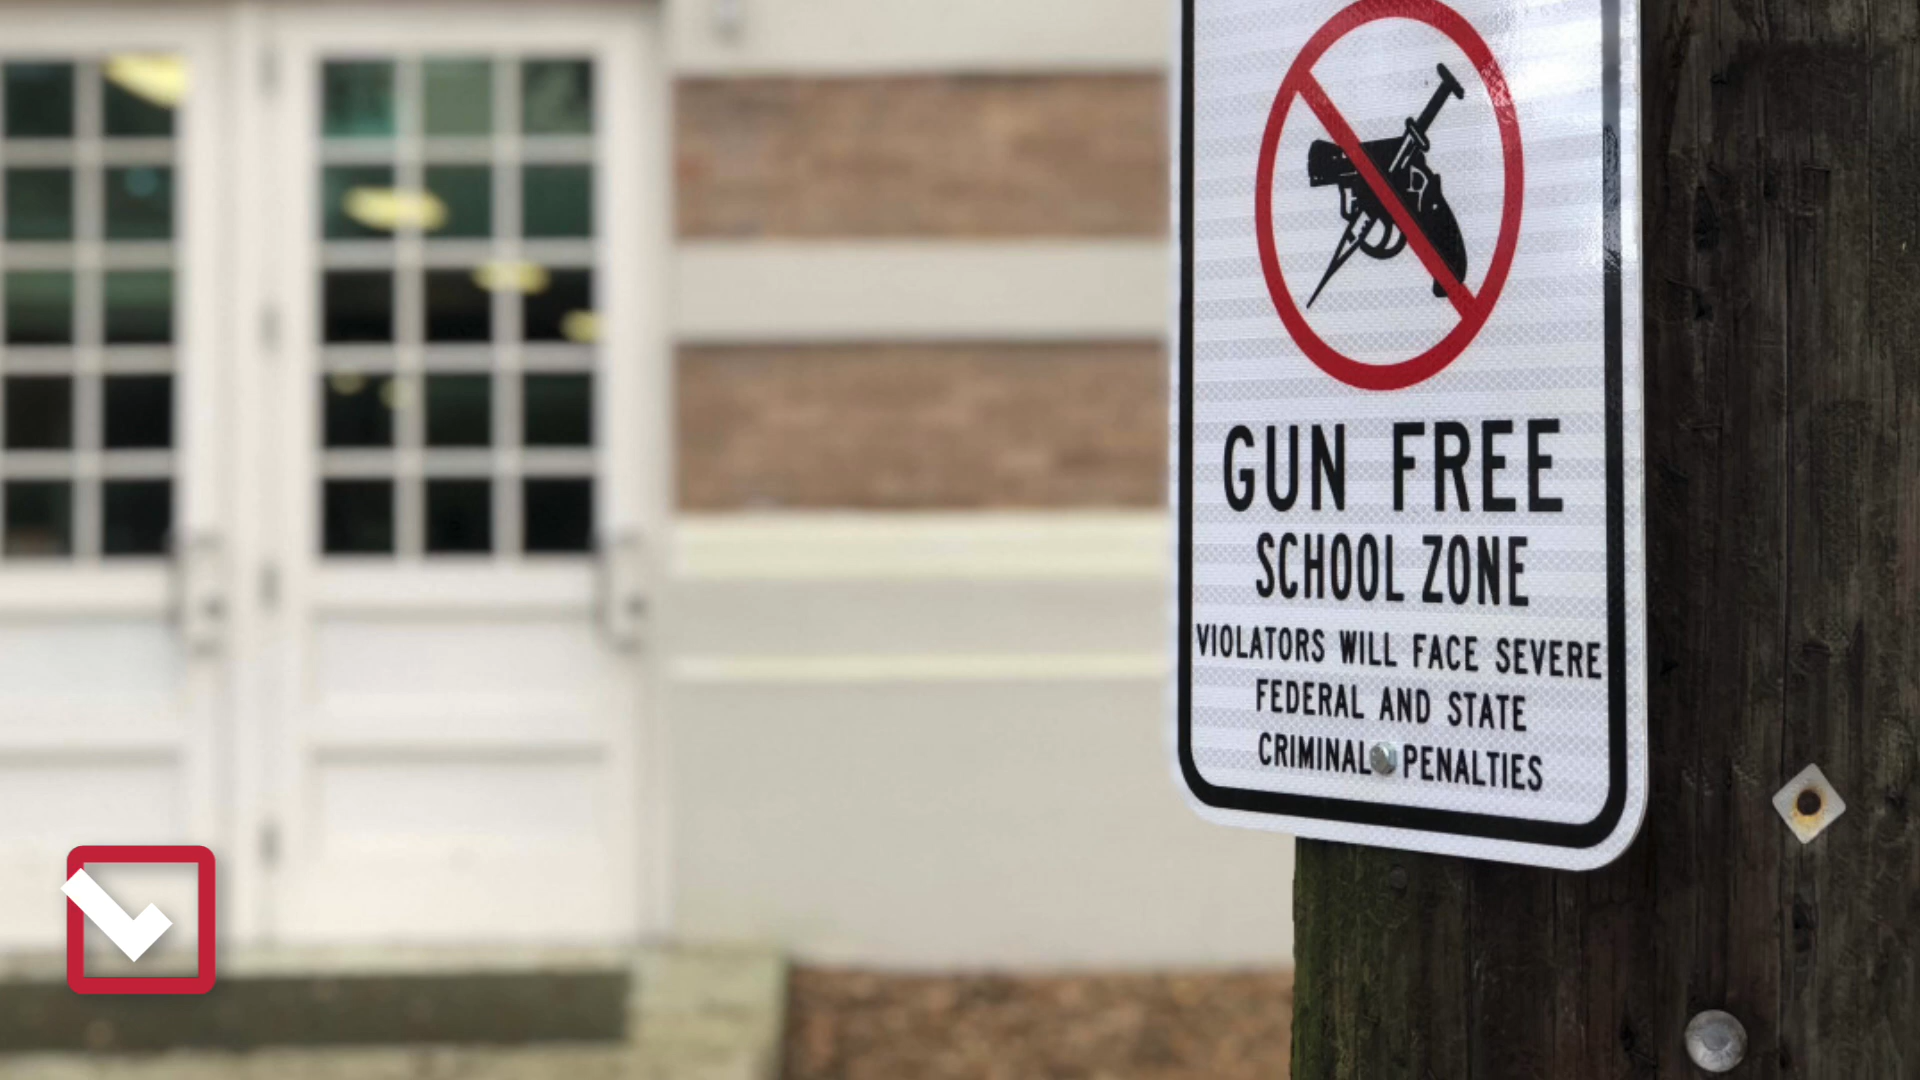 GUN FREE
SCHOOL ZONE
VIOLATORS WILL FACE SEVERE
FEDERAL AND STATE
CRIMINAL PENALTIES